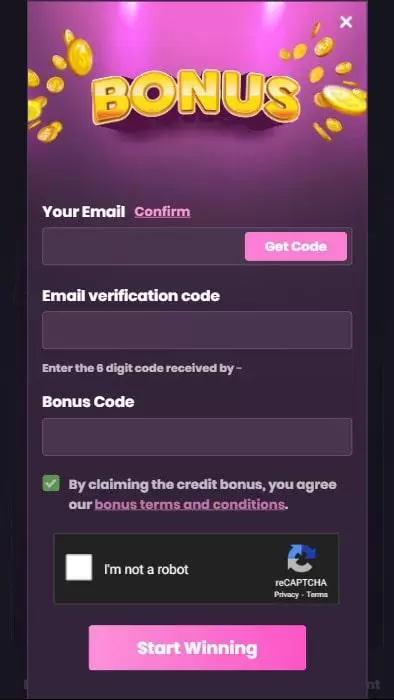 BONUS
Your Email Confirm
Get Code
Email verification code
Enter the 6 digit code received by -
Bonus Code
By claiming the credit bonus, you agree
our bonus terms and conditions.
I'm not a robot
reCAPTCHA
Privacy - Terms
Start Winning